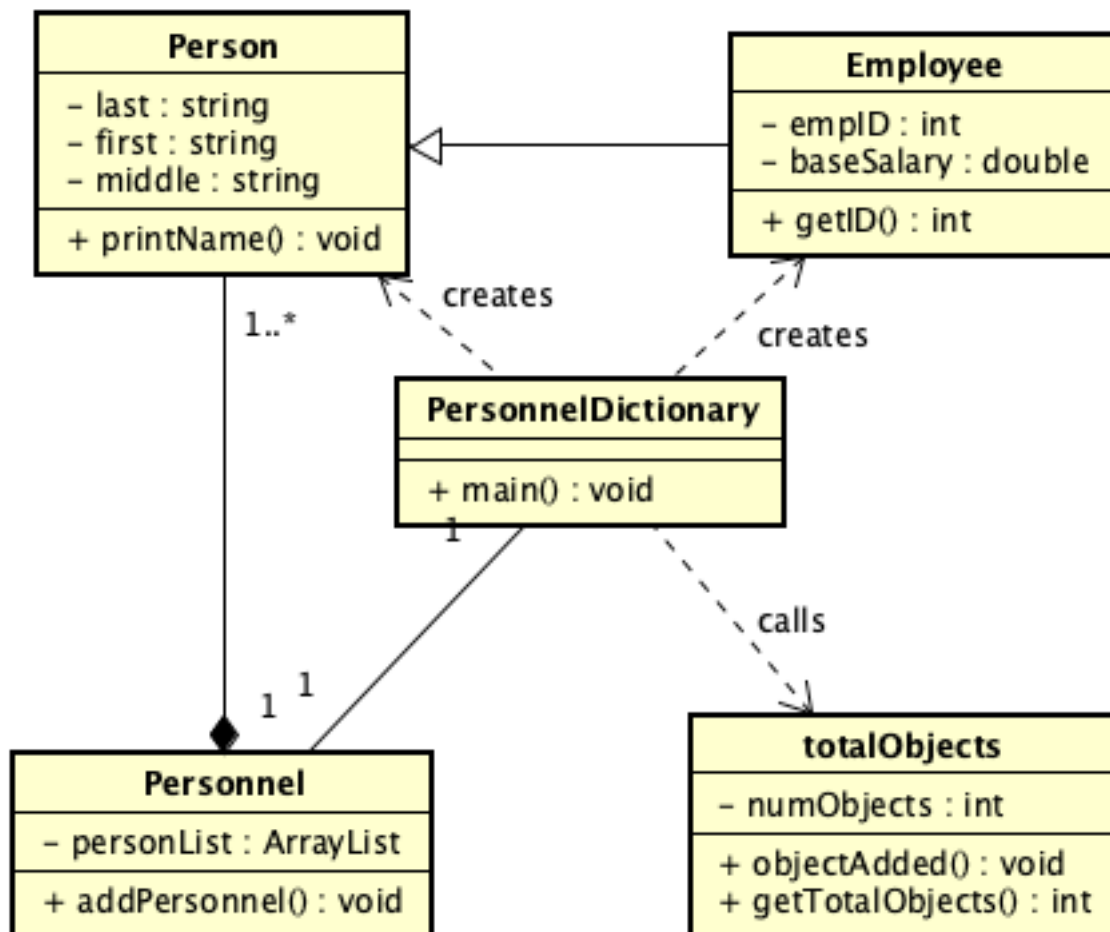 Person
- last : string
- first : string
- middle : string
+ printName() : void
Employee
- empID : int
- baseSalary : double
+ getID() : int
creates
creates
1..*
PersonnelDictionary
+ main() : void
1
calls
1
1
Personnel
- personList : ArrayList
+ addPersonnel() : void
totalObjects
- numObjects : int
+ objectAdded() : void
+ getTotalObjects() : int